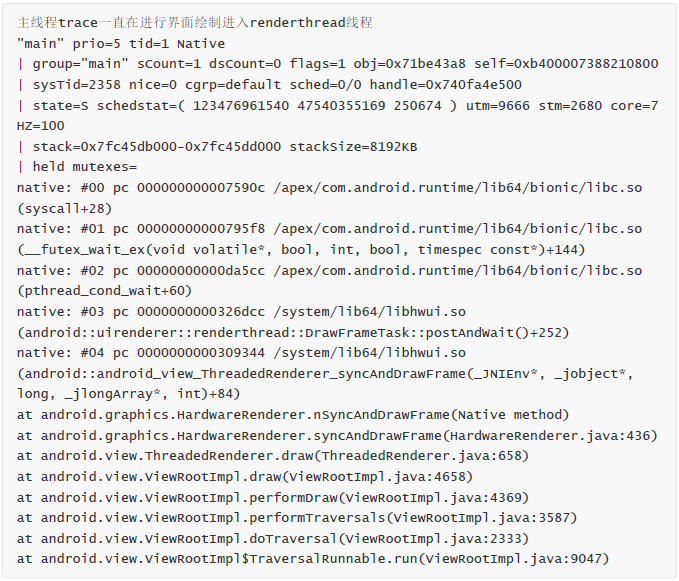 主线程trace一直在进行界面绘制进入renderthread线程
"main" prio=5 tid=1 Native
| group="main" sCount=1 dsCount=0 flags=1 obj=0x71be43a8 self=0xb400007388210800
| sysTid=2358 nice=0 cgrp=default sched=0/0 handle=0x740fa4e500
| state=S schedstat=( 123476961540 47540355169 250674 ) utm=9666 stm=2680 core=7
HZ=100
| stack=0x7fc45db000-0x7fc45dd000 stackSize=8192KB
| held mutexes=
native: #00 pc 000000000007590c /apex/com.android.runtime/lib64/bionic/libc.so
(syscall+28)
native: #01 pc 00000000000795f8 /apex/com.android.runtime/lib64/bionic/libc.so
(__futex_wait_ex(void volatile*, bool, int, bool, timespec const*)+144)
native: #02 pc 00000000000da5cc /apex/com.android.runtime/lib64/bionic/libc.so
(pthread_cond_wait+60)
native: #03 pc 0000000000326dcc /system/lib64/libhwui.so
(android::uirenderer::renderthread::DrawFrameTask::postAndWait()+252)
native: #04 pc 0000000000309344 /system/lib64/libhwui.so
(android::android_view_ThreadedRenderer_syncAndDrawFrame(_JNIEnv*, _jobject*,
long, _jlongArray*, int)+84)
at android.graphics.HardwareRenderer.nSyncAndDrawFrame(Native method)
at android.graphics.HardwareRenderer.syncAndDrawFrame(HardwareRenderer.java:436)
at android.view.ThreadedRenderer.draw(ThreadedRenderer.java:658)
at android.view.ViewRootImpl.draw(ViewRootImpl.java:4658)
at android.view.ViewRootImpl.performDraw(ViewRootImpl.java:4369)
at android.view.ViewRootImpl.performTraversals(ViewRootImpl.java:3587)
at android.view.ViewRootImpl.doTraversal(ViewRootImpl.java:2333)
at android.view.ViewRootImpl$TraversalRunnable.run(ViewRootImpl.java:9047)